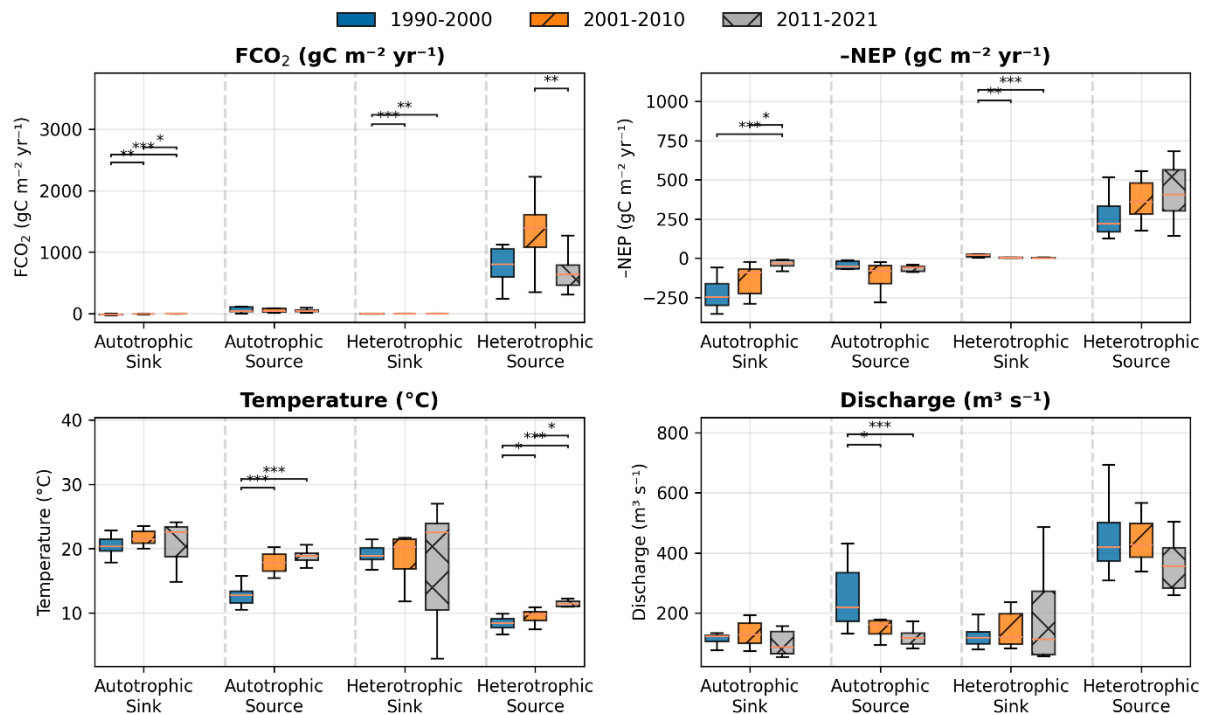 1990-2000 2001-2010 2011-2021
FCO₂ (gC m⁻² yr⁻¹)
–NEP (gC m⁻² yr⁻¹)
FCO₂ (gC m⁻² yr⁻¹)
3000
2000
1000
0
**
***
*
***
**
**
Autotrophic Sink
Autotrophic Source
Heterotrophic Sink
Heterotrophic Source
–NEP (gC m⁻² yr⁻¹)
1000
750
500
250
0
−250
***
*
**
***
Autotrophic Sink
Autotrophic Source
Heterotrophic Sink
Heterotrophic Source
Temperature (°C)
Discharge (m³ s⁻¹)
Temperature (°C)
40
30
20
10
***
***
*
***
*
Autotrophic Sink
Autotrophic Source
Heterotrophic Sink
Heterotrophic Source
Discharge (m³ s⁻¹)
800
600
400
200
*
***
Autotrophic Sink
Autotrophic Source
Heterotrophic Sink
Heterotrophic Source